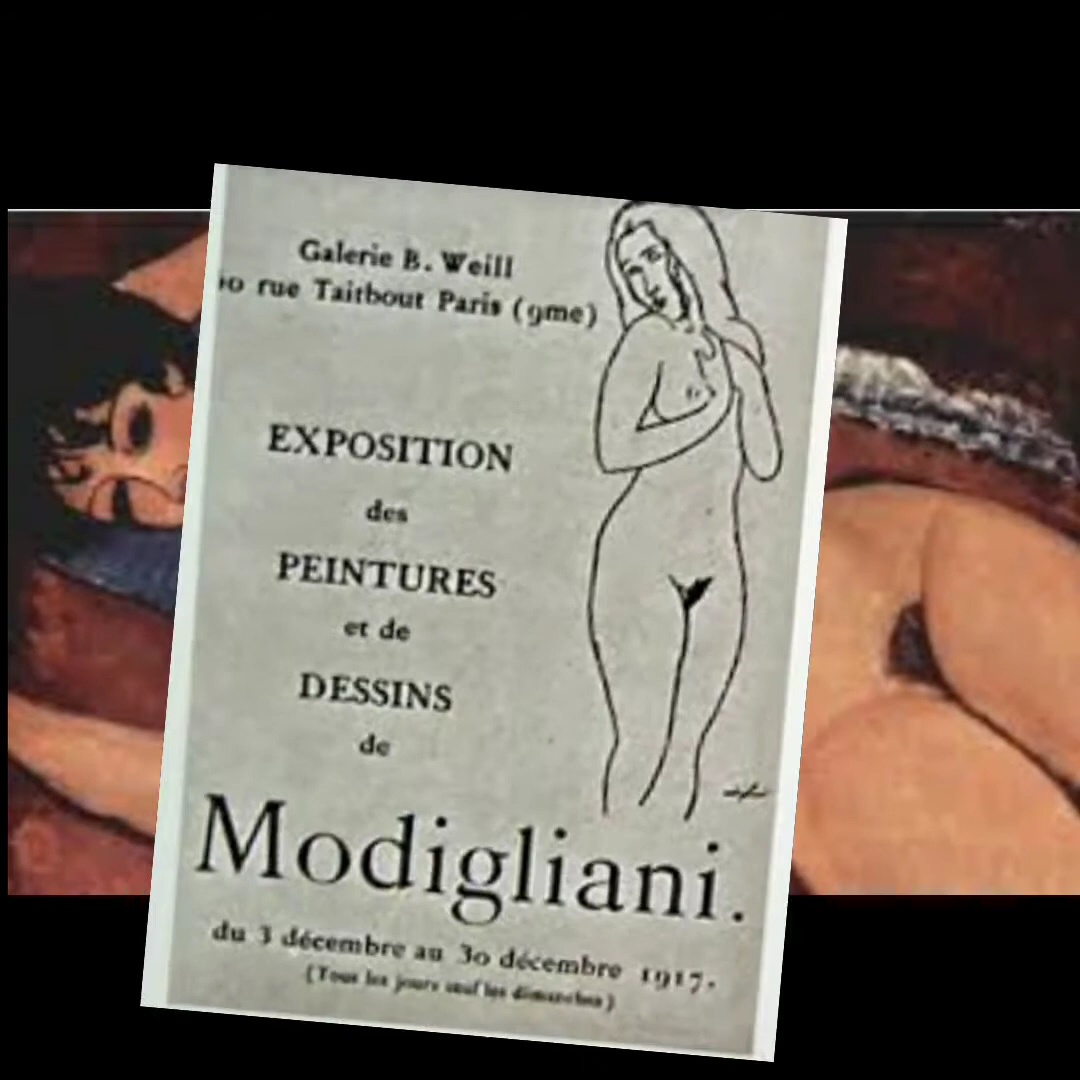 Galerie B. Weill
50 rue Taitbout Paris (9me)
EXPOSITION
des
PEINTURES
et de
DESSINS
de
Modigliani.
du 3 décembre au 30 décembre 1917.
(Tous les jours sauf les dimanches)